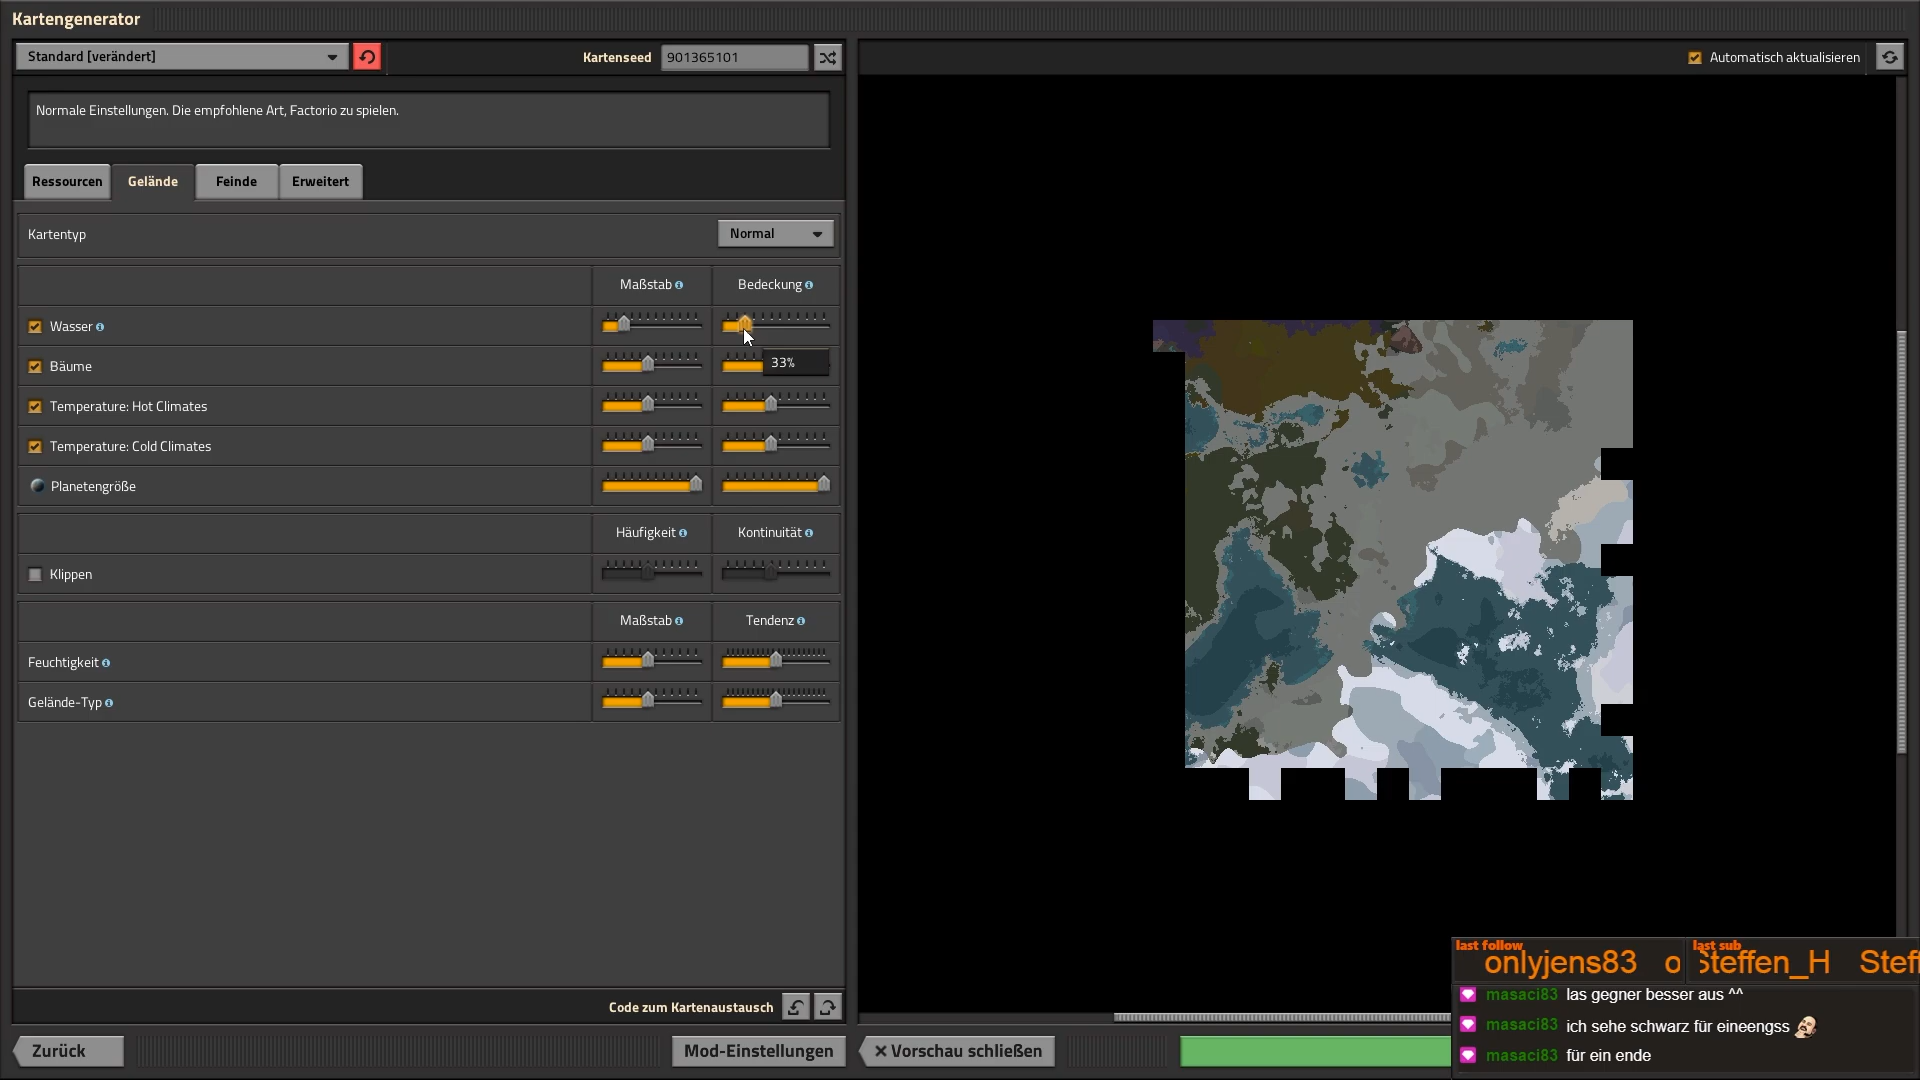 Kartengenerator
Standard [verändert]
Kartenseed
901365101
Automatisch aktualisieren
Normale Einstellungen. Die empfohlene Art, Factorio zu spielen.
Ressourcen
Gelände
Feinde
Erweitert
Kartentyp
Normal
Maßstab
Bedeckung
Wasser
Bäume
33%
Temperature: Hot Climates
Temperature: Cold Climates
Planetengröße
Häufigkeit
Kontinuität
Klippen
Maßstab
Tendenz
Feuchtigkeit
Gelände-Typ
Code zum Kartenaustausch
Zurück
Mod-Einstellungen
Vorschau schließen
last follow
onlyjens83 o
last sub
Steffen_H Stef
masaci83 las gegner besser aus ^^
masaci83 ich sehe schwarz für eineengss
masaci83 für ein ende